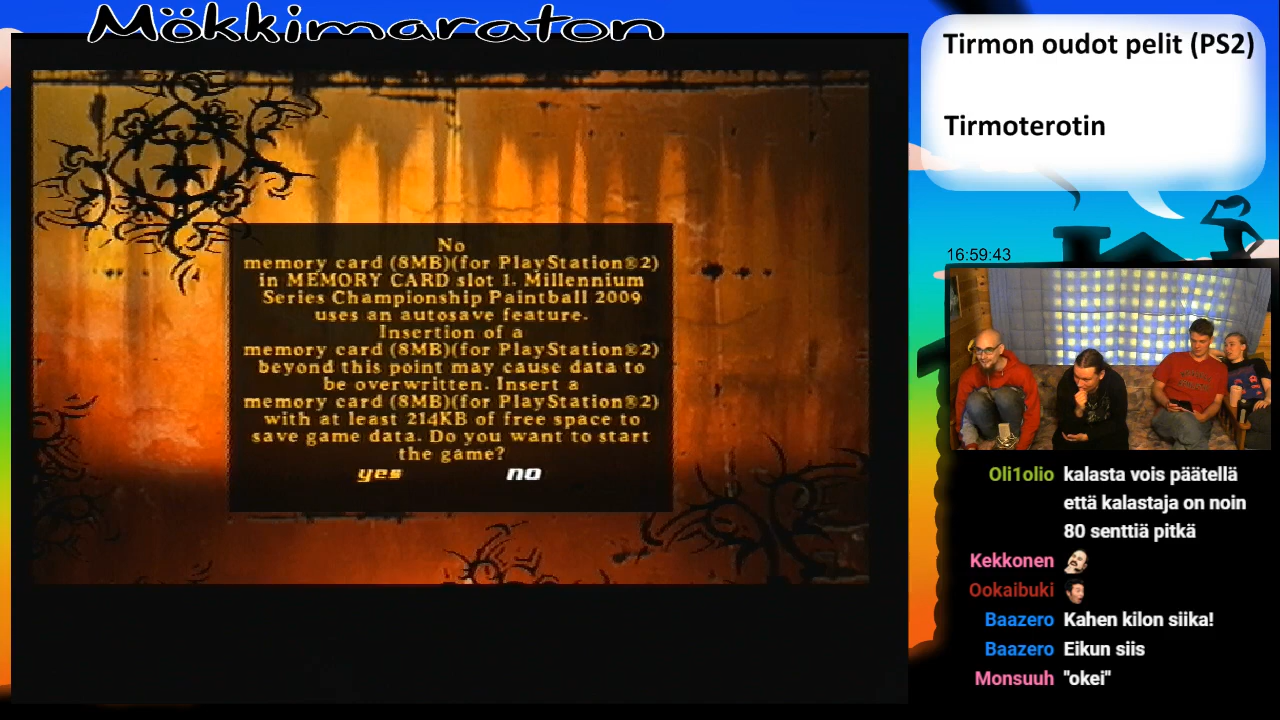 Mökkimaraton
Tirmon oudot pelit (PS2)
Tirmoterotin
No
memory card (8MB)(for PlayStation®2)
in MEMORY CARD slot 1. Millennium
Series Championship Paintball 2009
uses an autosave feature.
Insertion of a
memory card (8MB)(for PlayStation®2)
beyond this point may cause data to
be overwritten. Insert a
memory card (8MB)(for PlayStation®2)
with at least 214KB of free space to
save game data. Do you want to start
the game?
yes no
16:59:43
Oli1olio kalasta vois päätellä
että kalastaja on noin
80 senttiä pitkä
Kekkonen
Ookaibuki
Baazero Kahen kilon siika!
Baazero Eikun siis
Monsuuh "okei"